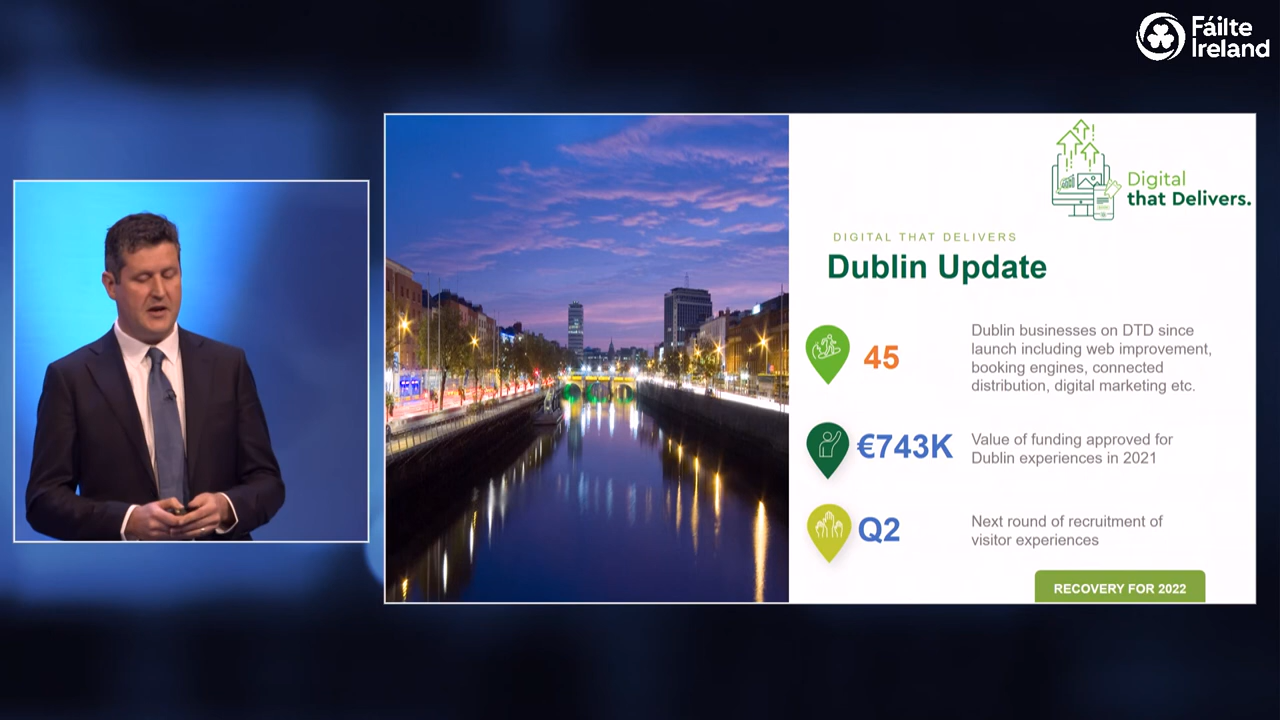 Fáilte
Ireland
Digital
that Delivers.
DIGITAL THAT DELIVERS
Dublin Update
45
Dublin businesses on DTD since
launch including web improvement,
booking engines, connected
distribution, digital marketing etc.
€743K
Value of funding approved for
Dublin experiences in 2021
Q2
Next round of recruitment of
visitor experiences
RECOVERY FOR 2022